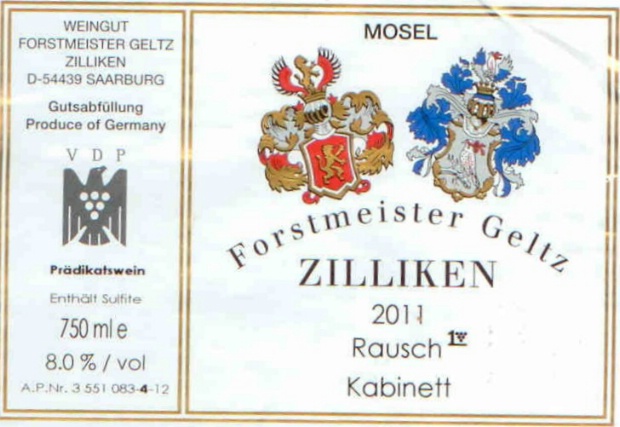 WEINGUT
FORSTMEISTER GELTZ
ZILLIKEN
D-54439 SAARBURG
Gutsabfüllung
Produce of Germany
V D P
Prädikatswein
Enthält Sulfite
750 ml e
8.0 % / vol
A.P.Nr. 3 551 083-4-12
MOSEL
Forstmeister Geltz
ZILLIKEN
2011
Rausch 1
Kabinett